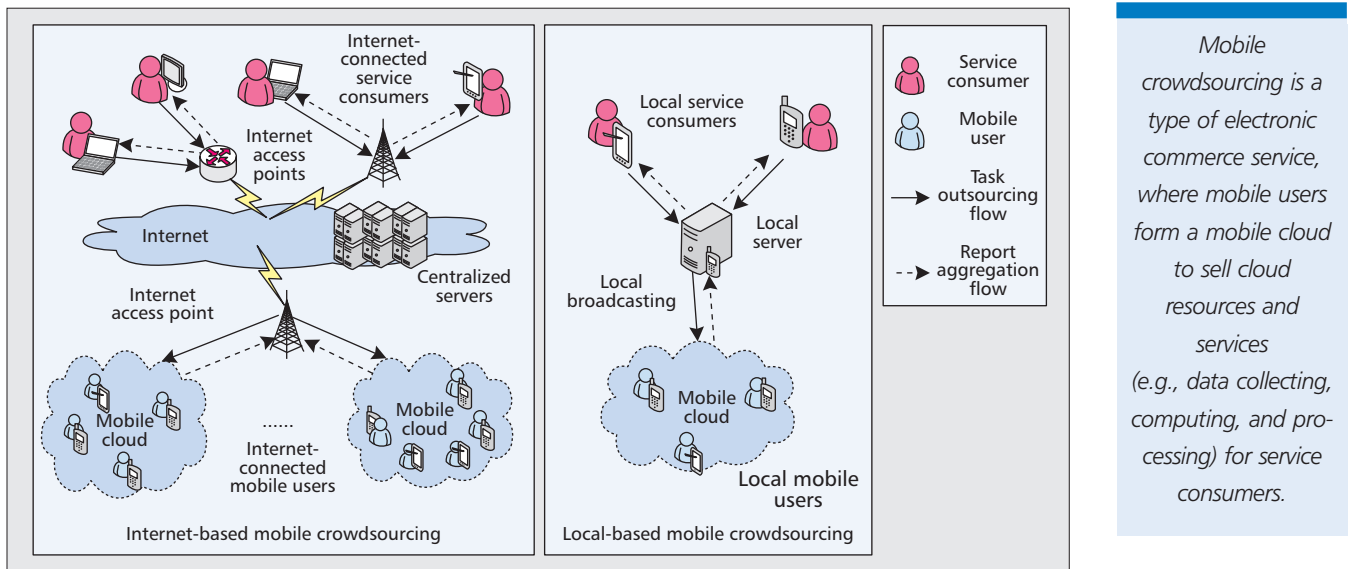 Internet-
connected
service
consumers
Internet
access
points
Internet
Centralized
servers
Internet
access point
Mobile
cloud
......
Mobile
cloud
Internet-
connected
mobile users
Internet-based mobile crowdsourcing
Local service
consumers
Local
server
Local
broadcasting
Mobile
cloud
Local mobile
users
Local-based mobile crowdsourcing
Service
consumer
Mobile
user
Task
outsourcing
flow
Report
aggregation
flow
Mobile
crowdsourcing is a
type of electronic
commerce service,
where mobile users
form a mobile cloud
to sell cloud
resources and
services
(e.g., data collecting,
computing, and pro-
cessing) for service
consumers.